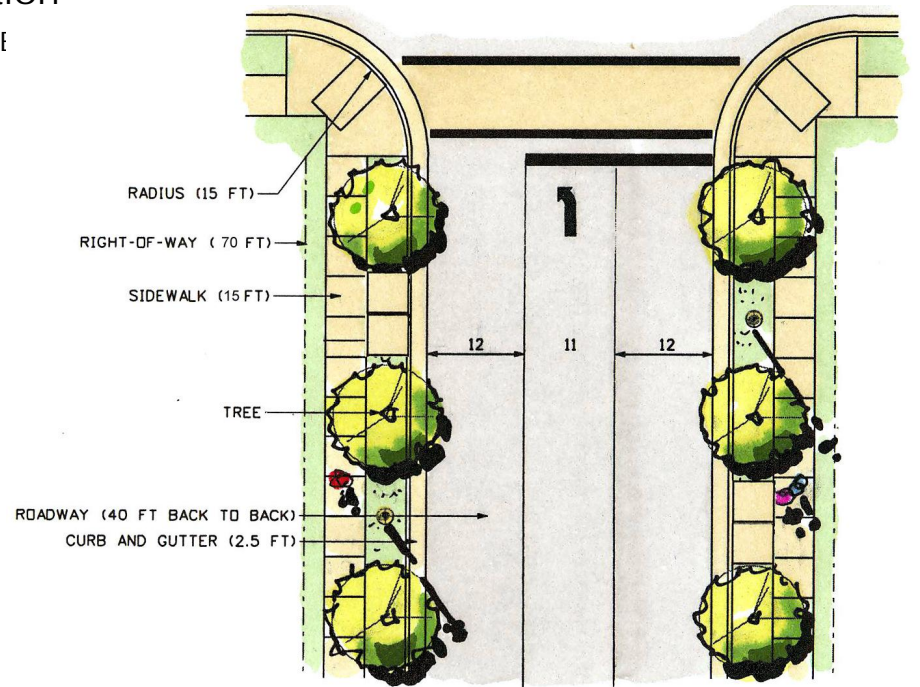 RADIUS (15 FT)
RIGHT-OF-WAY ( 70 FT)
SIDEWALK (15 FT)
12 11 12
TREE
ROADWAY (40 FT BACK TO BACK)
CURB AND GUTTER (2.5 FT)